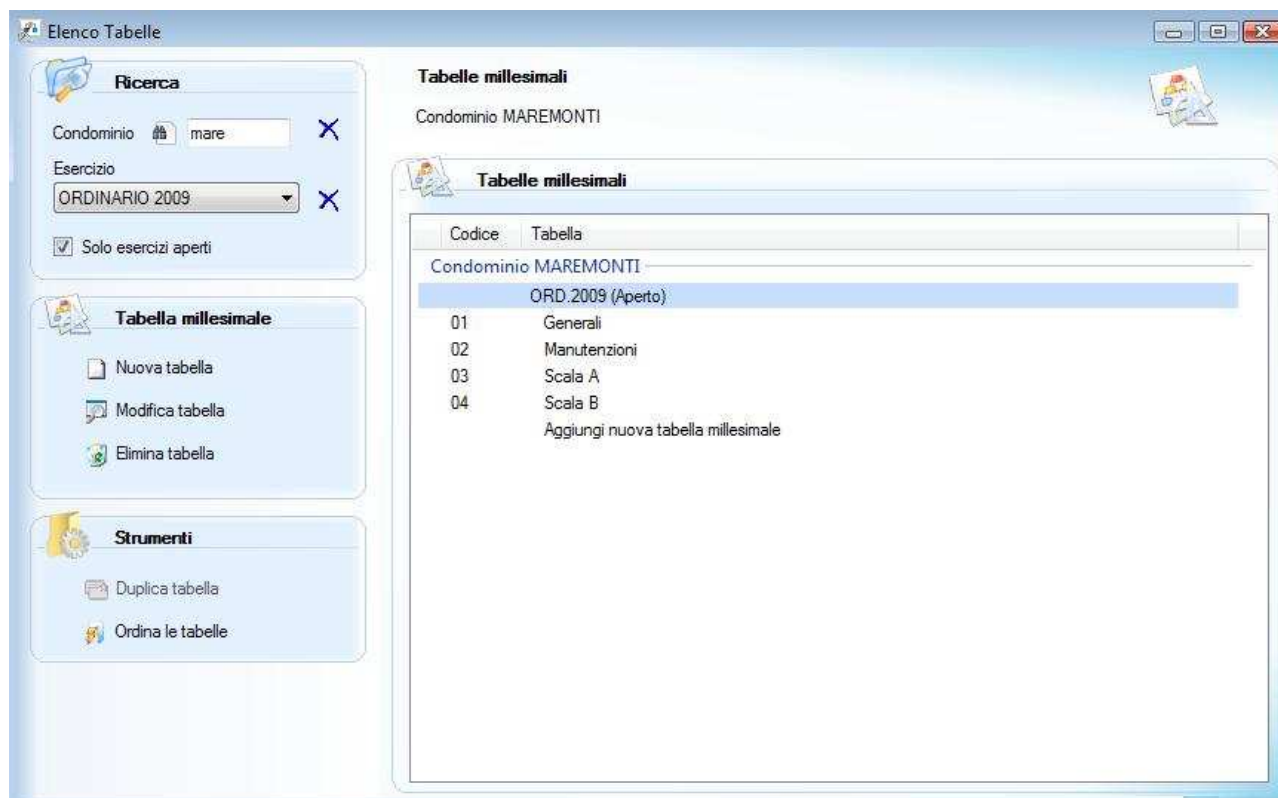 Elenco Tabelle
Ricerca
Condominio mare
Esercizio
ORDINARIO 2009
Solo esercizi aperti
Tabella millesimale
Nuova tabella
Modifica tabella
Elimina tabella
Strumenti
Duplica tabella
Ordina le tabelle
Tabelle millesimali
Condominio MAREMONTI
Tabelle millesimali
Codice Tabella
Condominio MAREMONTI
ORD.2009 (Aperto)
01 Generali
02 Manutenzioni
03 Scala A
04 Scala B
Aggiungi nuova tabella millesimale